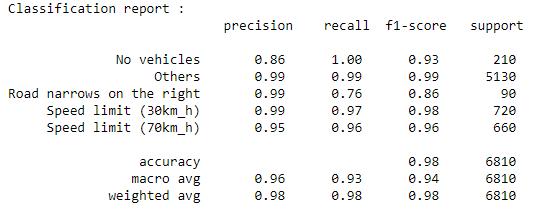 Classification report :
precision recall f1-score support
No vehicles 0.86 1.00 0.93 210
Others 0.99 0.99 0.99 5130
Road narrows on the right 0.99 0.76 0.86 90
Speed limit (30km_h) 0.99 0.97 0.98 720
Speed limit (70km_h) 0.95 0.96 0.96 660
accuracy 0.98 6810
macro avg 0.96 0.93 0.94 6810
weighted avg 0.98 0.98 0.98 6810